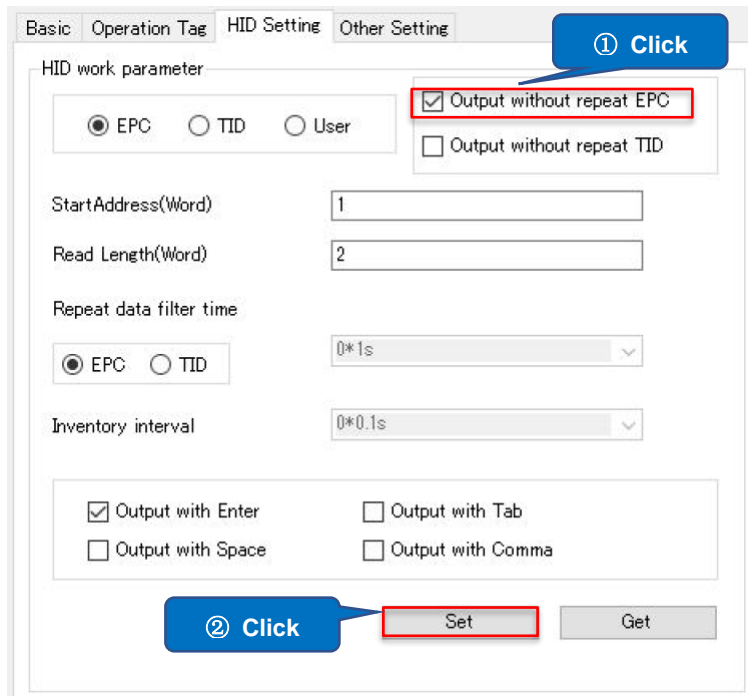 Basic Operation Tag HID Setting Other Setting
① Click
HID work parameter
EPC TID User
Output without repeat EPC
Output without repeat TID
StartAddress(Word) 1
Read Length(Word) 2
Repeat data filter time
EPC TID 0*1s
Inventory interval 0*0.1s
Output with Enter Output with Tab
Output with Space Output with Comma
② Click Set Get